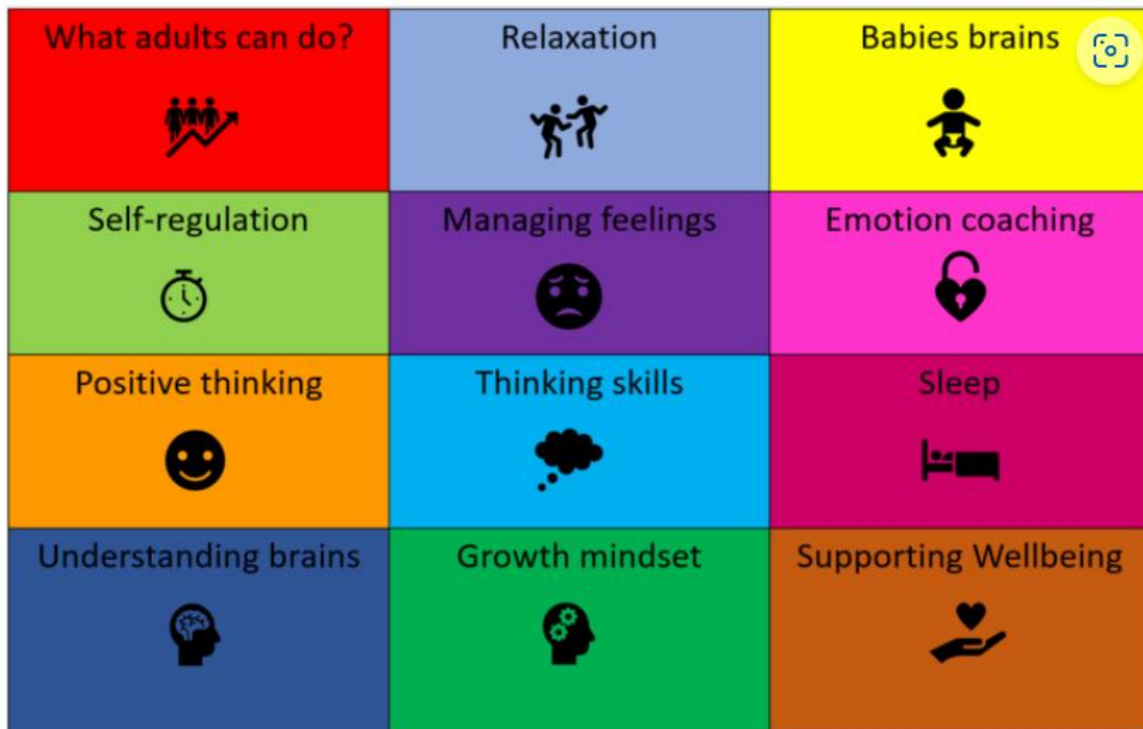 What adults can do?
Relaxation
Babies brains
Self-regulation
Managing feelings
Emotion coaching
Positive thinking
Thinking skills
Sleep
Understanding brains
Growth mindset
Supporting Wellbeing